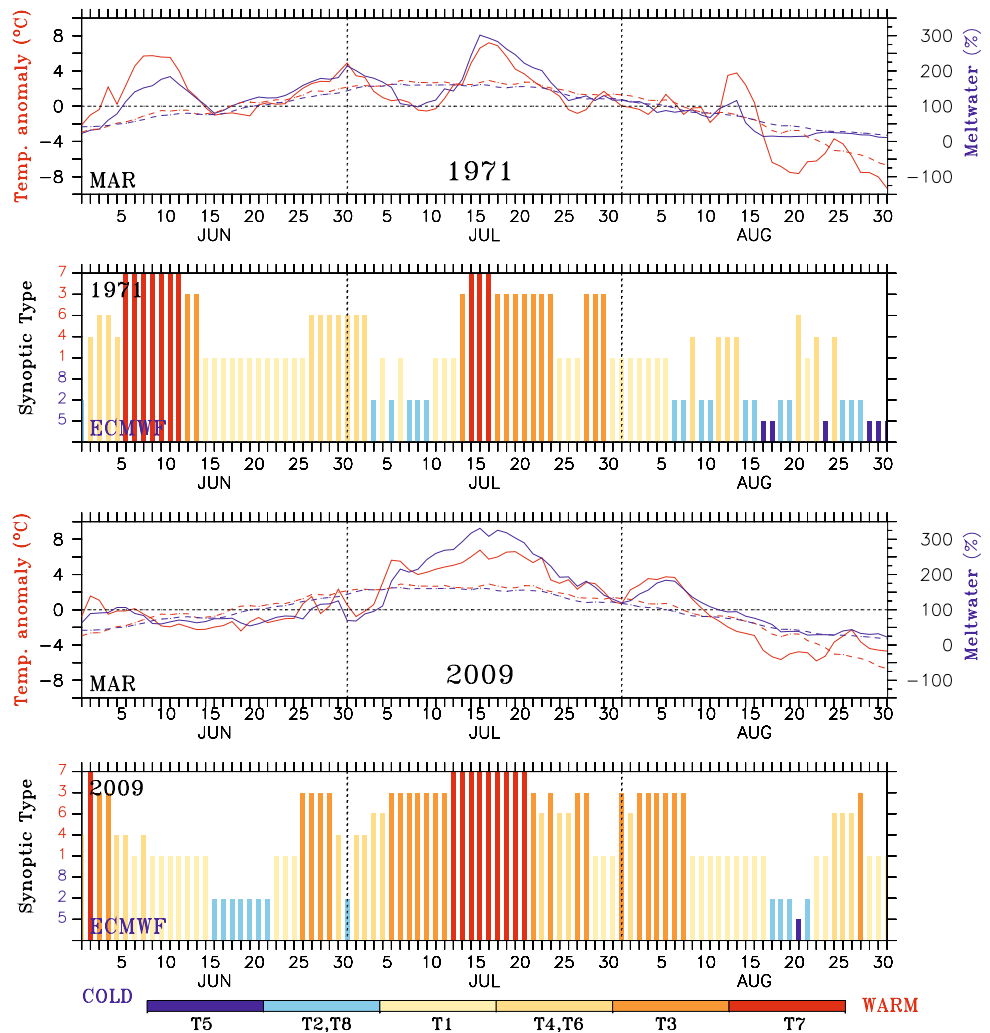 Temp. anomaly (ºC)
8
4
0
−4
−8
300
200
100
0
−100
Meltwater (%)
MAR
1971
5 10 15 20 25 30 5 10 15 20 25 30 5 10 15 20 25 30
JUN JUL AUG
Synoptic Type
7
3
6
4
1
8
2
5
1971
ECMWF
5 10 15 20 25 30 5 10 15 20 25 30 5 10 15 20 25 30
JUN JUL AUG
Temp. anomaly (ºC)
8
4
0
−4
−8
300
200
100
0
−100
Meltwater (%)
MAR
2009
5 10 15 20 25 30 5 10 15 20 25 30 5 10 15 20 25 30
JUN JUL AUG
Synoptic Type
7
3
6
4
1
8
2
5
2009
ECMWF
5 10 15 20 25 30 5 10 15 20 25 30 5 10 15 20 25 30
JUN JUL AUG
COLD WARM
T5 T2,T8 T1 T4,T6 T3 T7